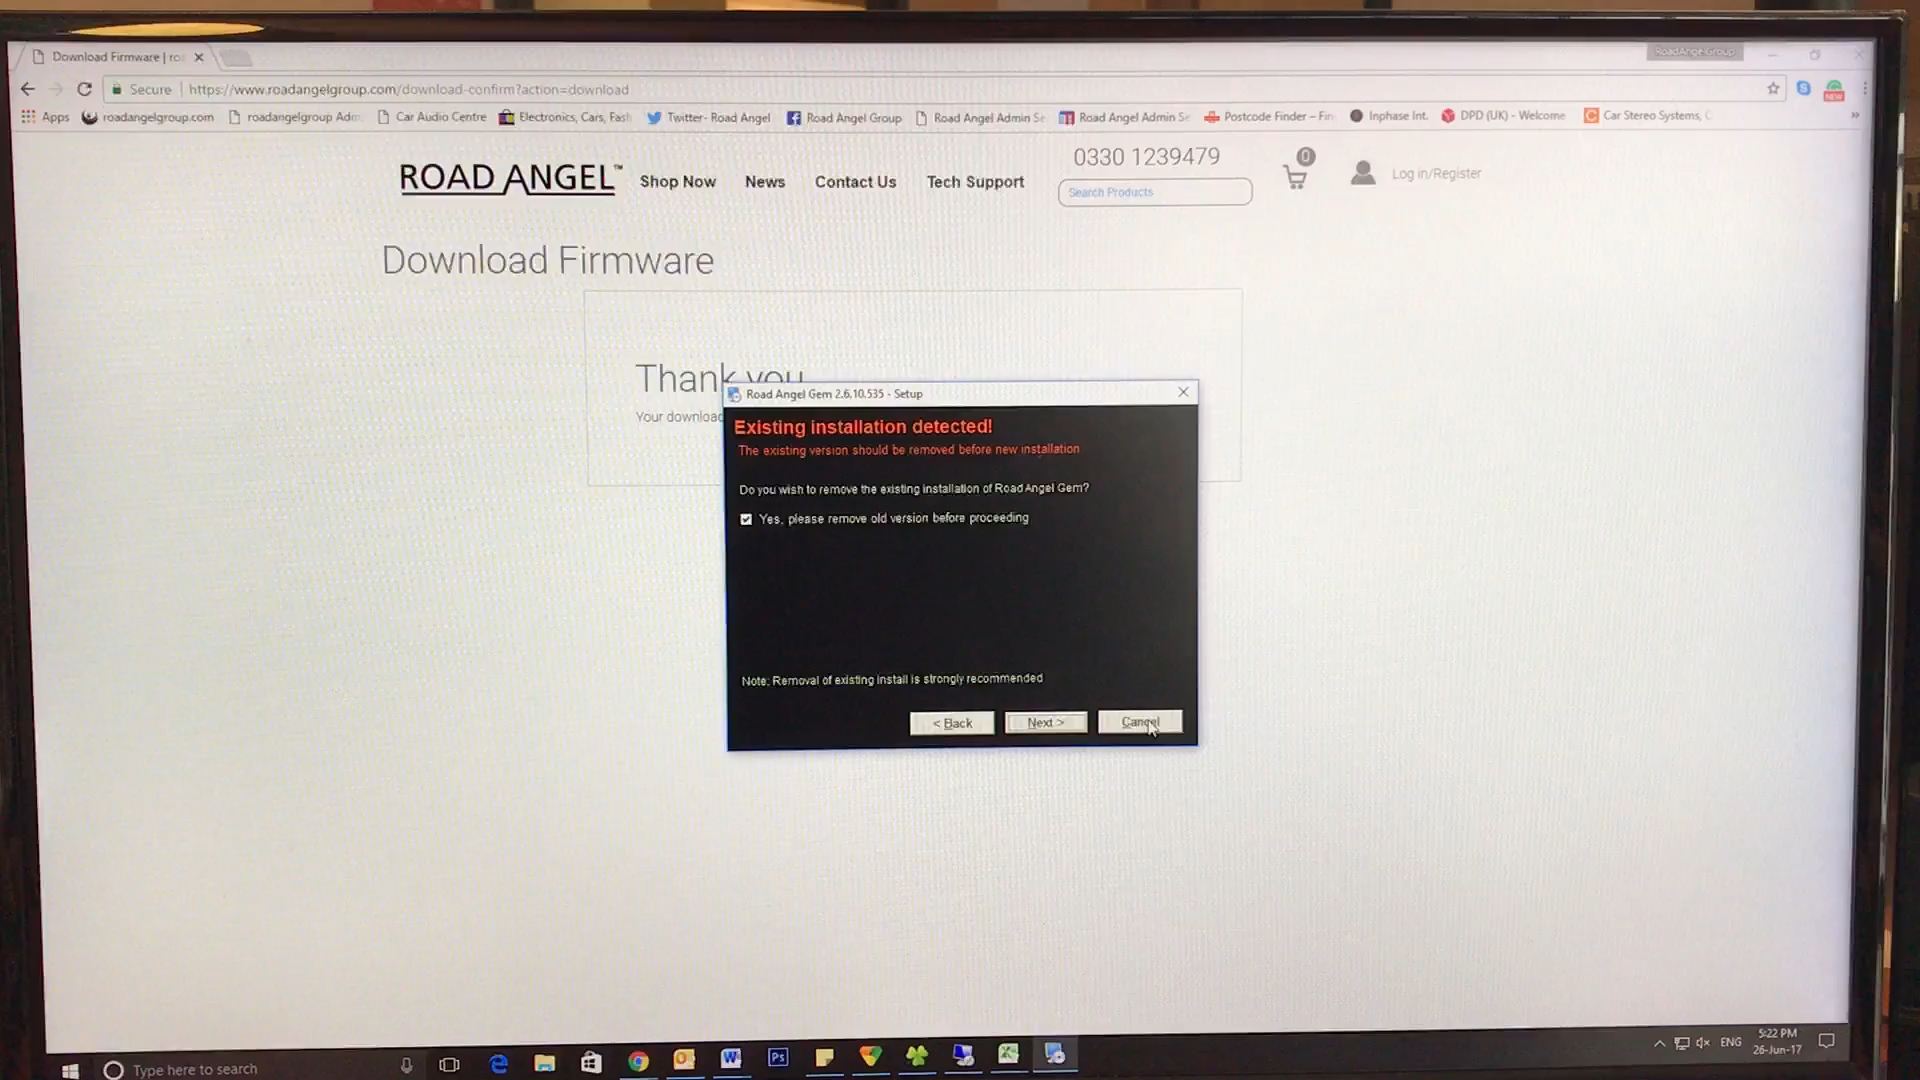 Download Firmware | roa
RoadAngelGroup
Secure | https://www.roadangelgroup.com/download-confirm?action=download
NEW
Apps roadangelgroup.com roadangelgroup Adm Car Audio Centre Electronics, Cars, Fash Twitter- Road Angel Road Angel Group Road Angel Admin Se Road Angel Admin Se Postcode Finder – Fin Inphase Int. DPD (UK) - Welcome Car Stereo Systems, C »
ROAD ANGEL™ Shop Now News Contact Us Tech Support
0330 1239479
Search Products
0
Log in/Register
Download Firmware
Thank you
Your download
Road Angel Gem 2.6.10.535 - Setup
Existing installation detected!
The existing version should be removed before new installation
Do you wish to remove the existing installation of Road Angel Gem?
Yes, please remove old version before proceeding
Note: Removal of existing install is strongly recommended
< Back Next > Cancel
Type here to search
ENG
5:22 PM
26-Jun-17